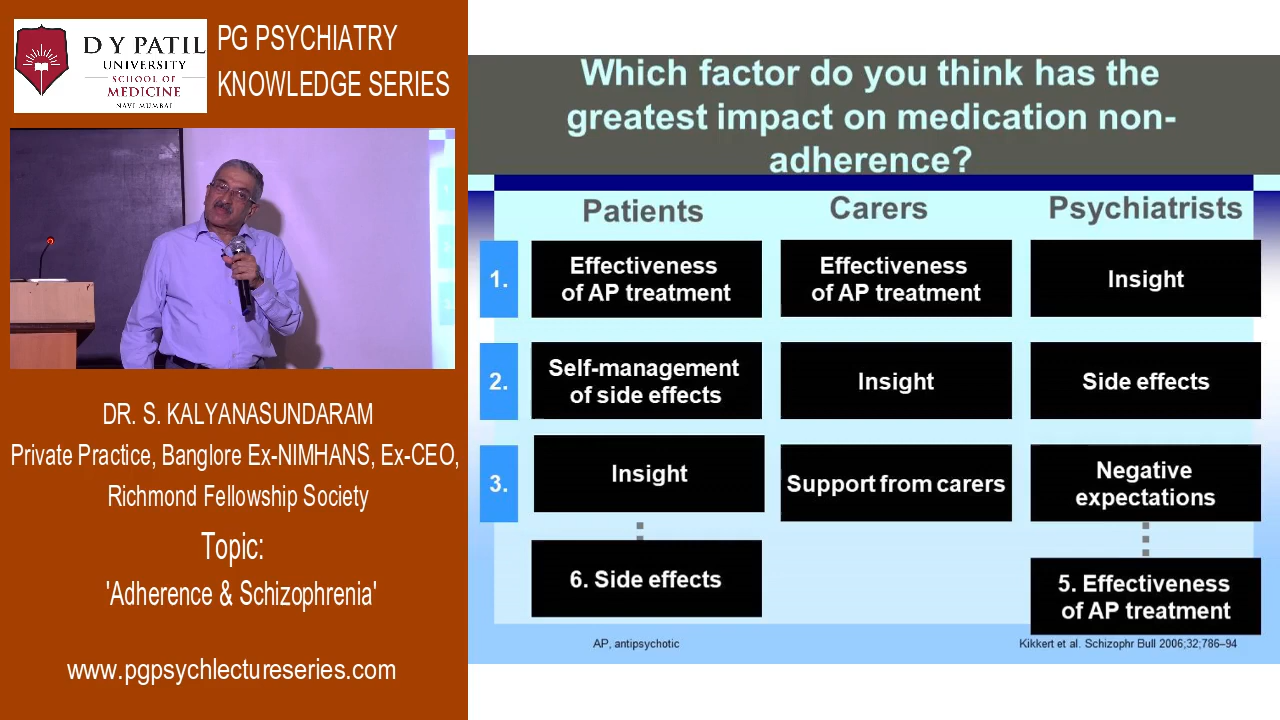 D Y PATIL
UNIVERSITY
SCHOOL OF
MEDICINE
NAVI MUMBAI
PG PSYCHIATRY
KNOWLEDGE SERIES
DR. S. KALYANASUNDARAM
Private Practice, Banglore Ex-NIMHANS, Ex-CEO,
Richmond Fellowship Society
Topic:
'Adherence & Schizophrenia'
www.pgpsychlectureseries.com
Which factor do you think has the
greatest impact on medication non-
adherence?
Patients
Carers
Psychiatrists
1.
Effectiveness
of AP treatment
Effectiveness
of AP treatment
Insight
2.
Self-management
of side effects
Insight
Side effects
3.
Insight
Support from carers
Negative
expectations
6. Side effects
5. Effectiveness
of AP treatment
AP, antipsychotic
Kikkert et al. Schizophr Bull 2006;32;786–94